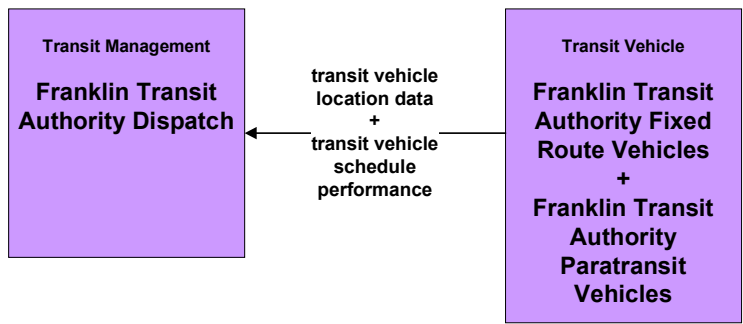 Transit Management
Franklin Transit
Authority Dispatch
transit vehicle
location data
+
transit vehicle
schedule
performance
Transit Vehicle
Franklin Transit
Authority Fixed
Route Vehicles
+
Franklin Transit
Authority
Paratransit
Vehicles